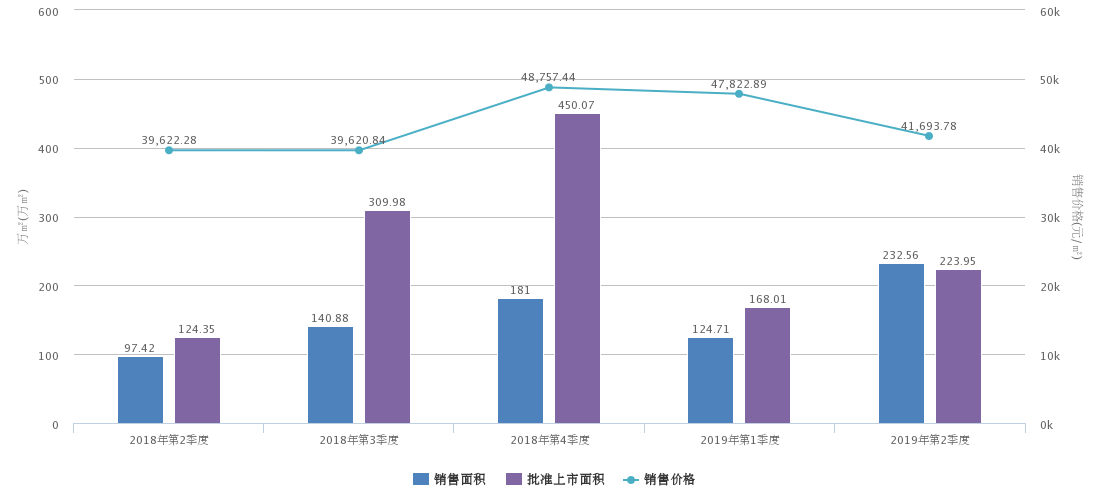 600
500
400
300
200
100
0
万㎡(万㎡)
60k
50k
40k
30k
20k
10k
0k
销售价格(元/㎡)
39,622.28
39,620.84
48,757.44
47,822.89
41,693.78
97.42
124.35
140.88
309.98
181
450.07
124.71
168.01
232.56
223.95
2018年第2季度
2018年第3季度
2018年第4季度
2019年第1季度
2019年第2季度
销售面积 批准上市面积 销售价格